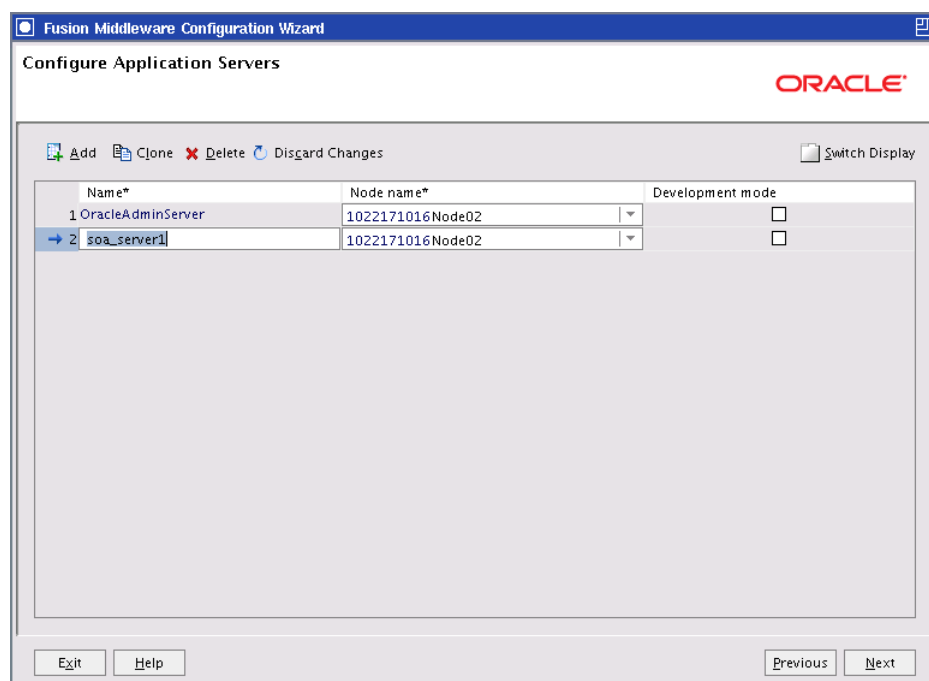 Fusion Middleware Configuration Wizard
Configure Application Servers
ORACLE
Add Clone Delete Discard Changes Switch Display
Name* Node name* Development mode
1 OracleAdminServer 1022171016Node02
2 soa_server1 1022171016Node02
Exit Help Previous Next